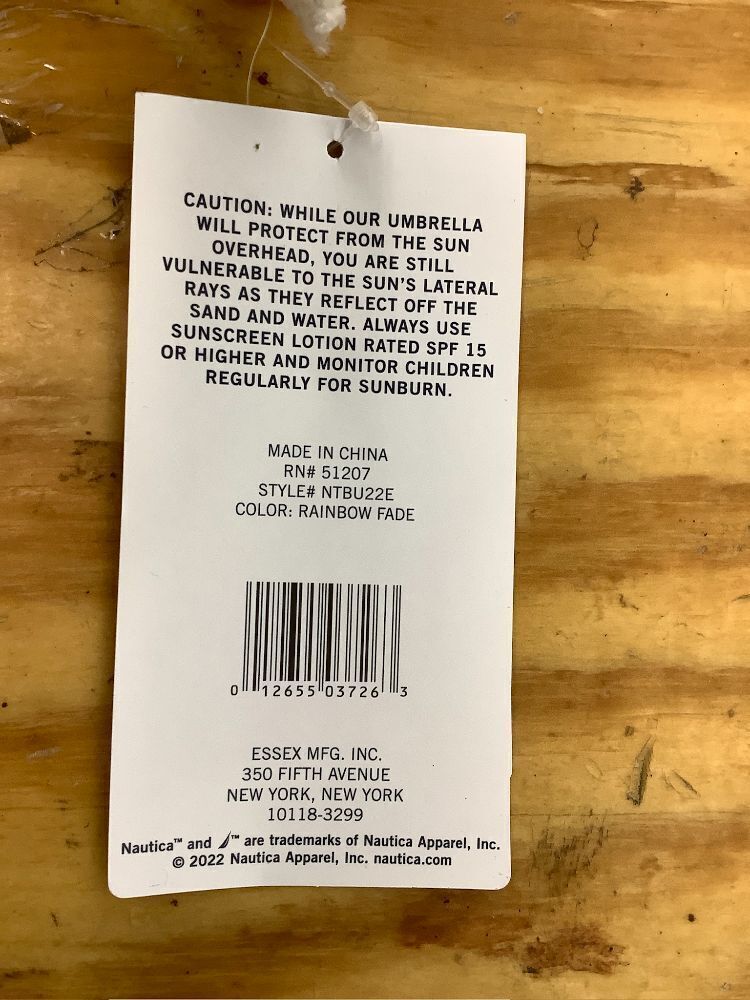 CAUTION: WHILE OUR UMBRELLA
WILL PROTECT FROM THE SUN
OVERHEAD, YOU ARE STILL
VULNERABLE TO THE SUN'S LATERAL
RAYS AS THEY REFLECT OFF THE
SAND AND WATER. ALWAYS USE
SUNSCREEN LOTION RATED SPF 15
OR HIGHER AND MONITOR CHILDREN
REGULARLY FOR SUNBURN.
MADE IN CHINA
RN# 51207
STYLE# NTBU22E
COLOR: RAINBOW FADE
0 12655 03726 3
ESSEX MFG. INC.
350 FIFTH AVENUE
NEW YORK, NEW YORK
10118-3299
Nautica™ and ™ are trademarks of Nautica Apparel, Inc.
© 2022 Nautica Apparel, Inc. nautica.com